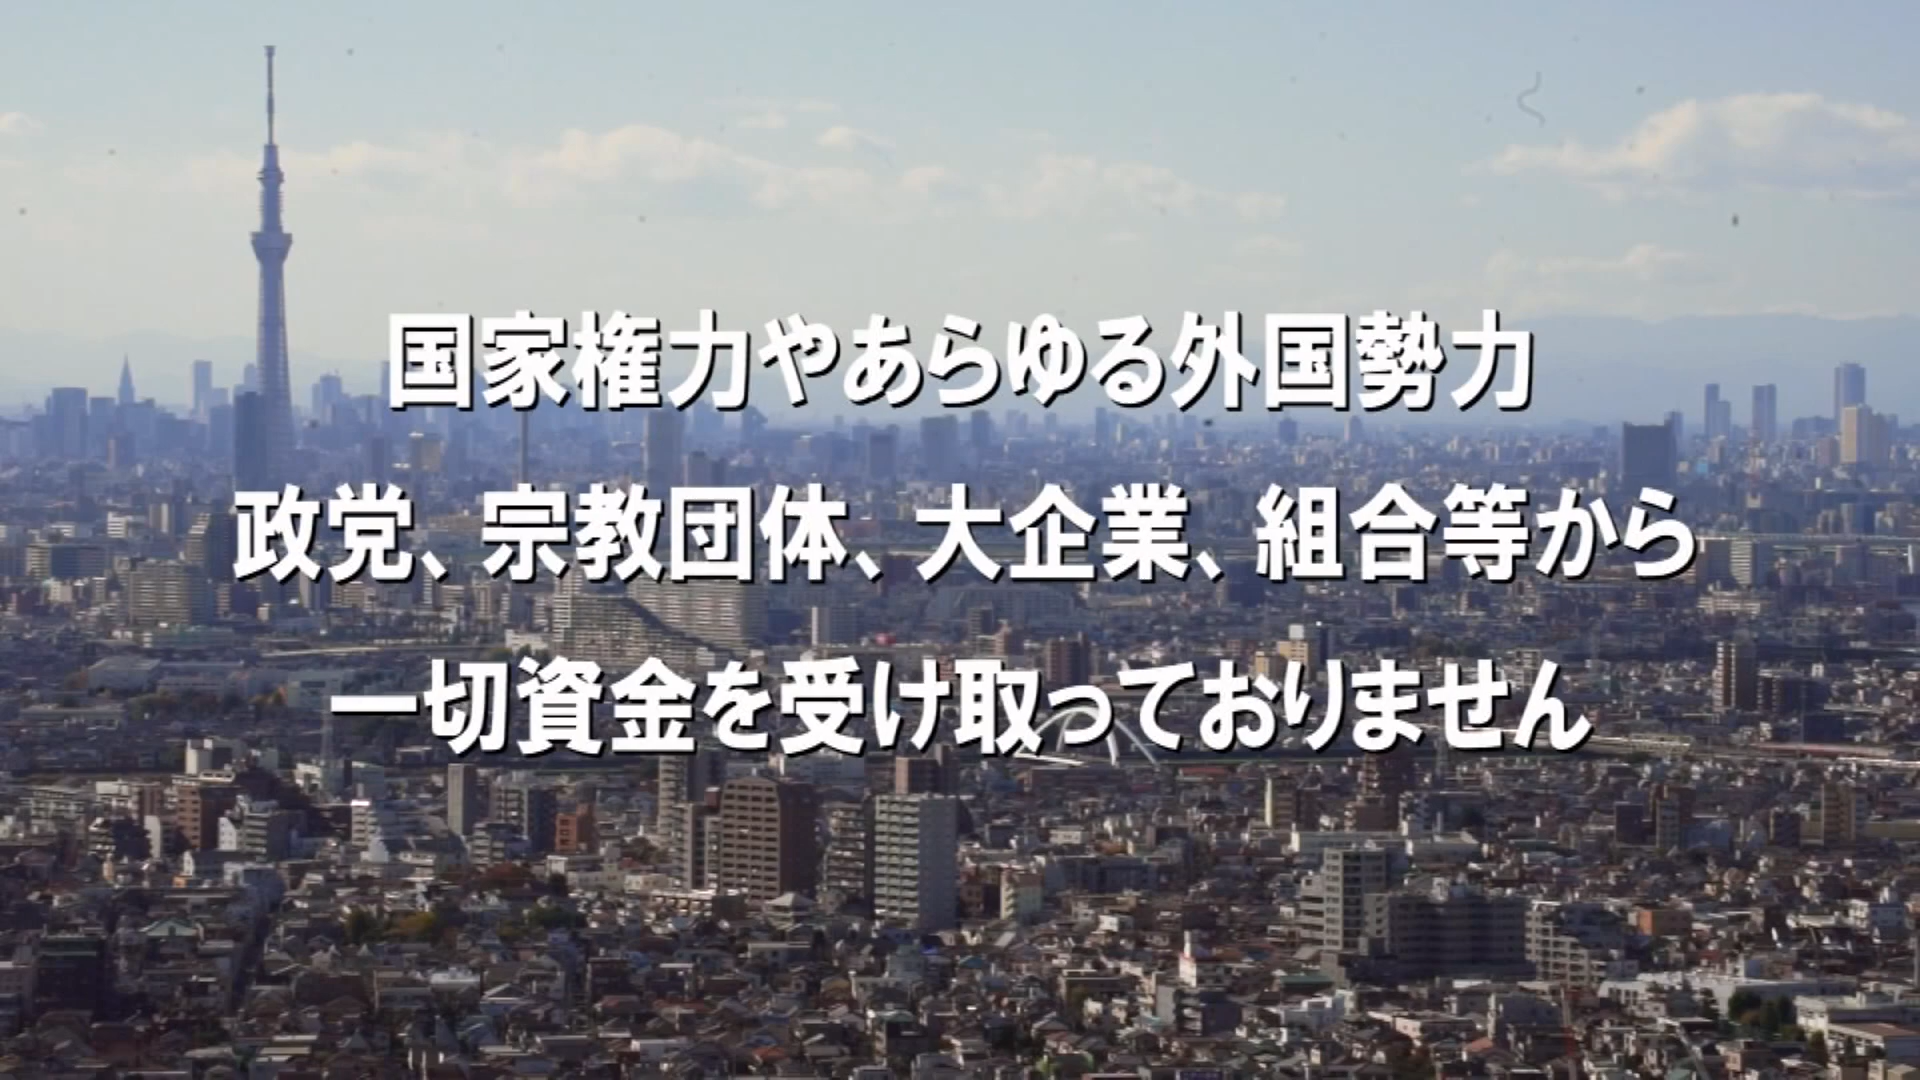 国家権力やあらゆる外国勢力
政党、宗教団体、大企業、組合等から
一切資金を受け取っておりません